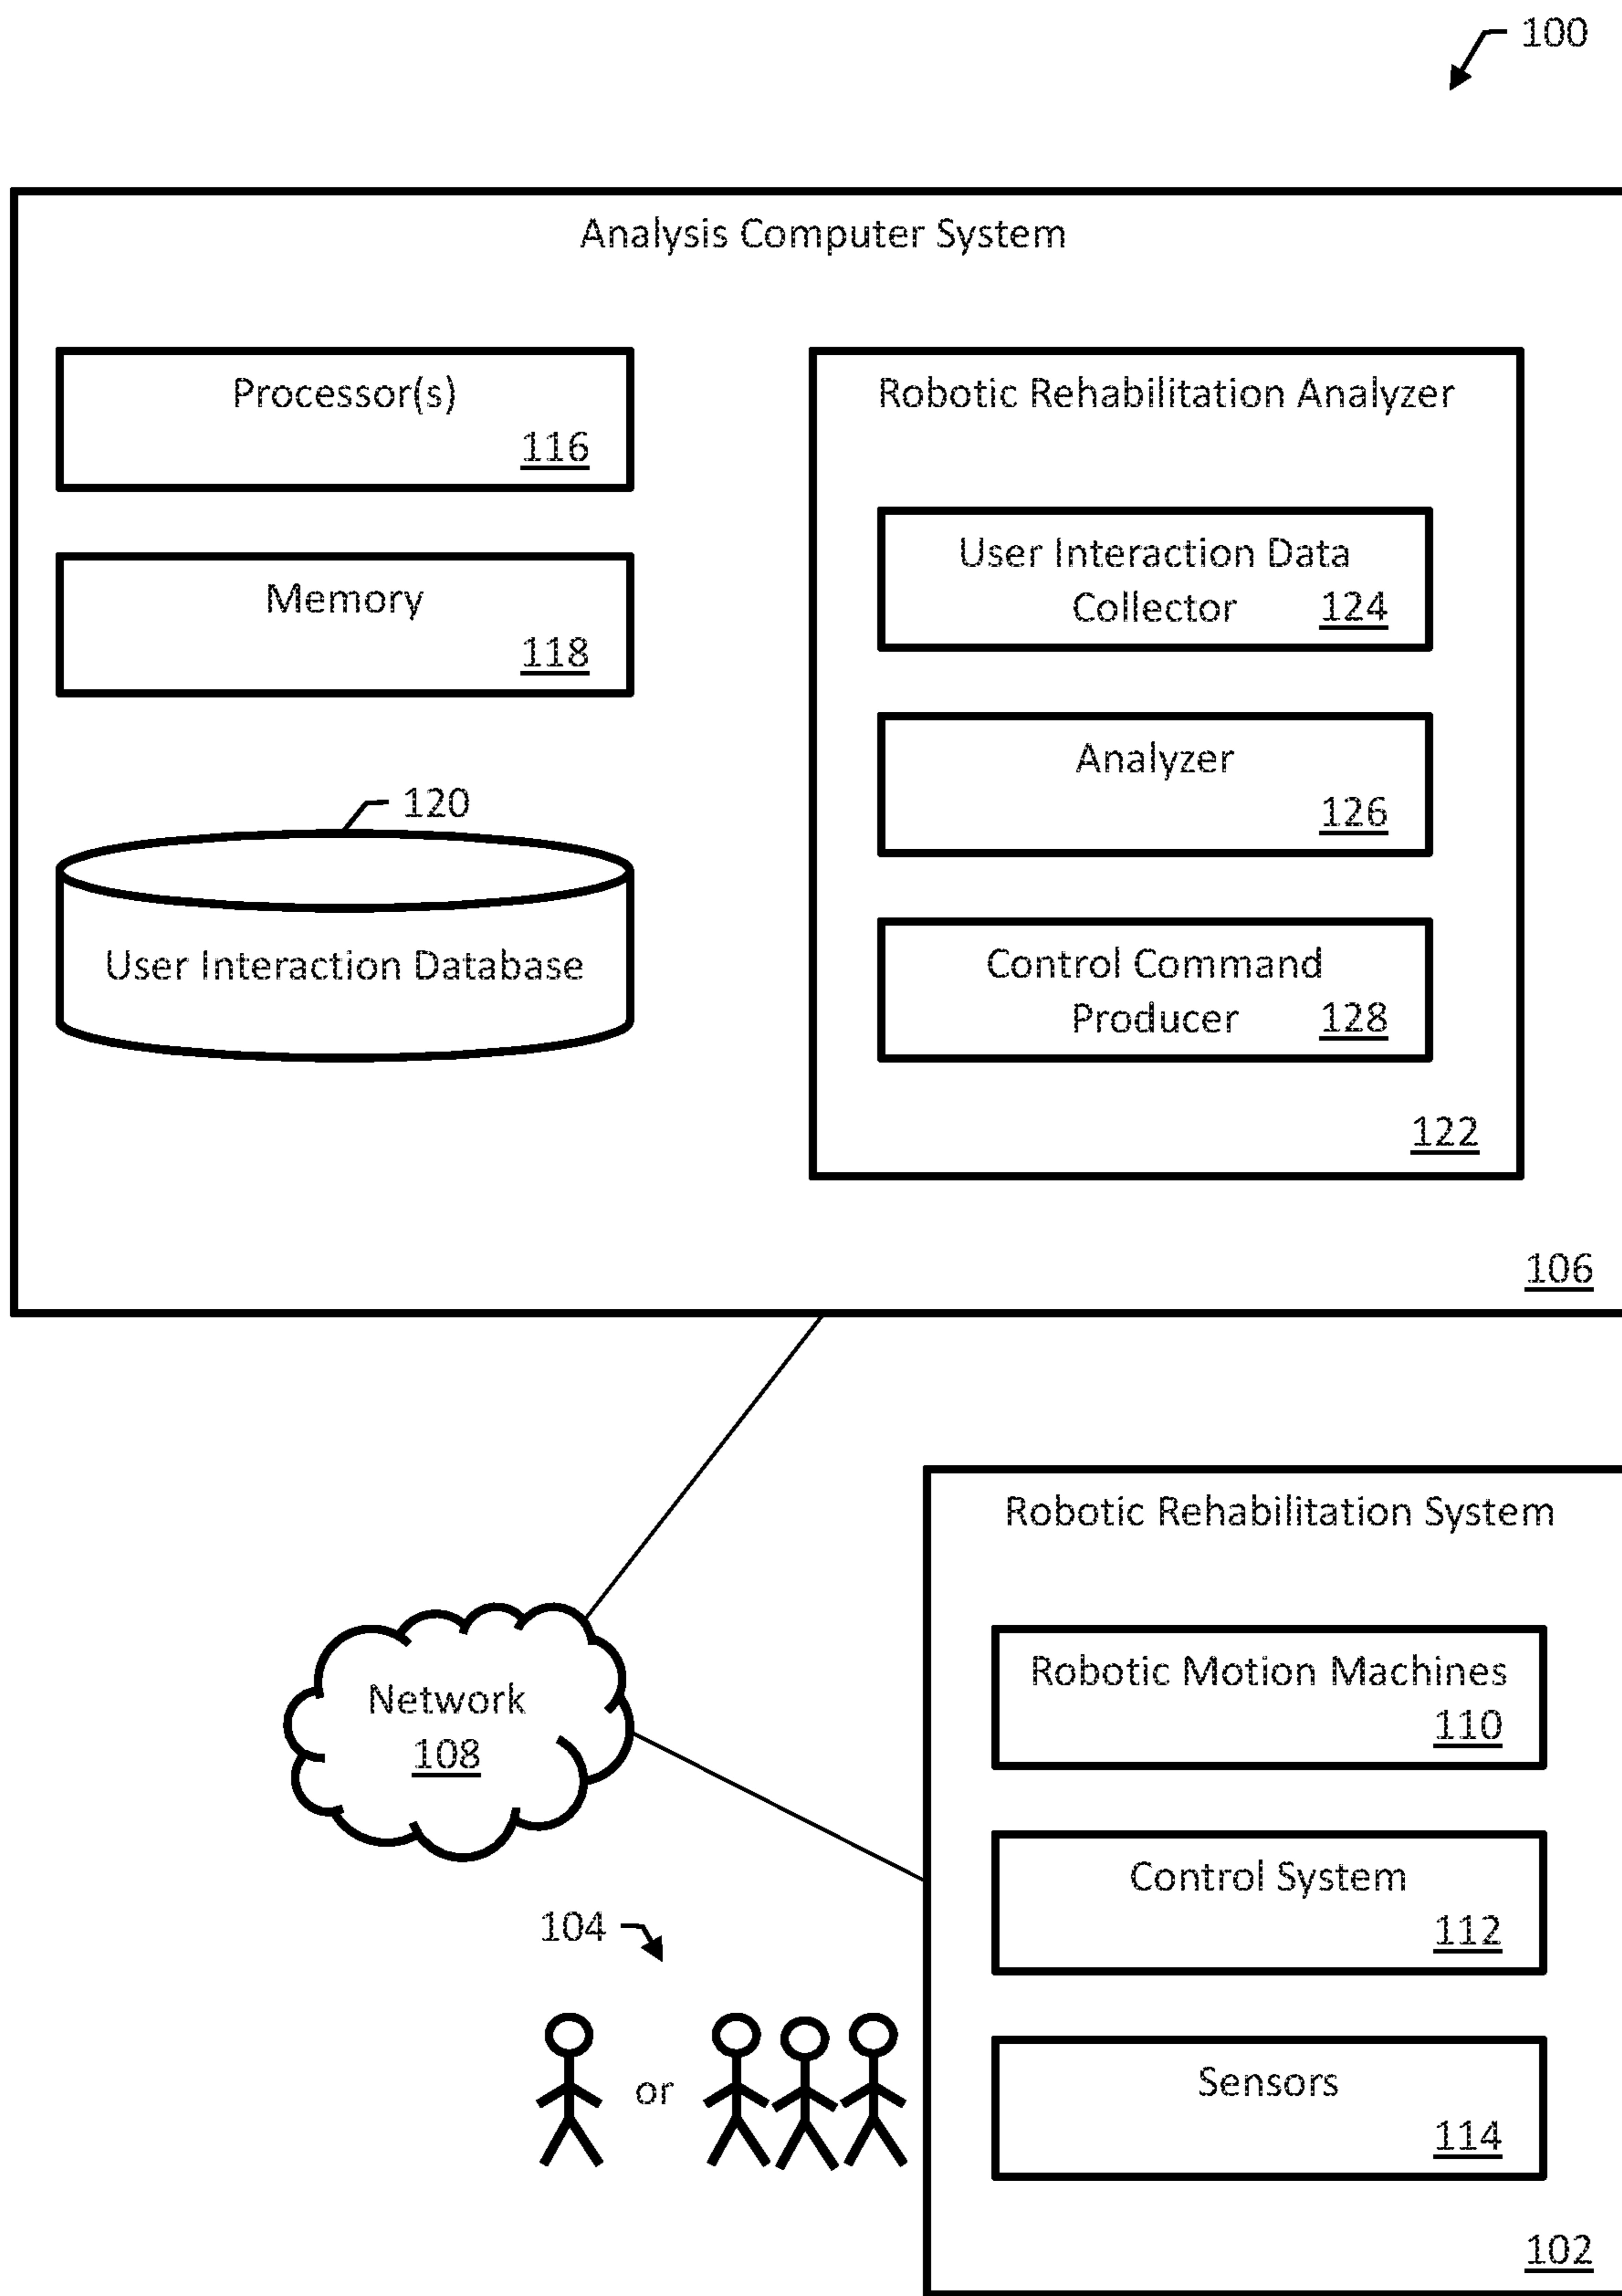 100
Analysis Computer System
Processor(s)
116
Memory
118
120
User Interaction Database
Robotic Rehabilitation Analyzer
User Interaction Data
Collector 124
Analyzer
126
Control Command
Producer 128
122
106
Network
108
104
or
Robotic Rehabilitation System
Robotic Motion Machines
110
Control System
112
Sensors
114
102